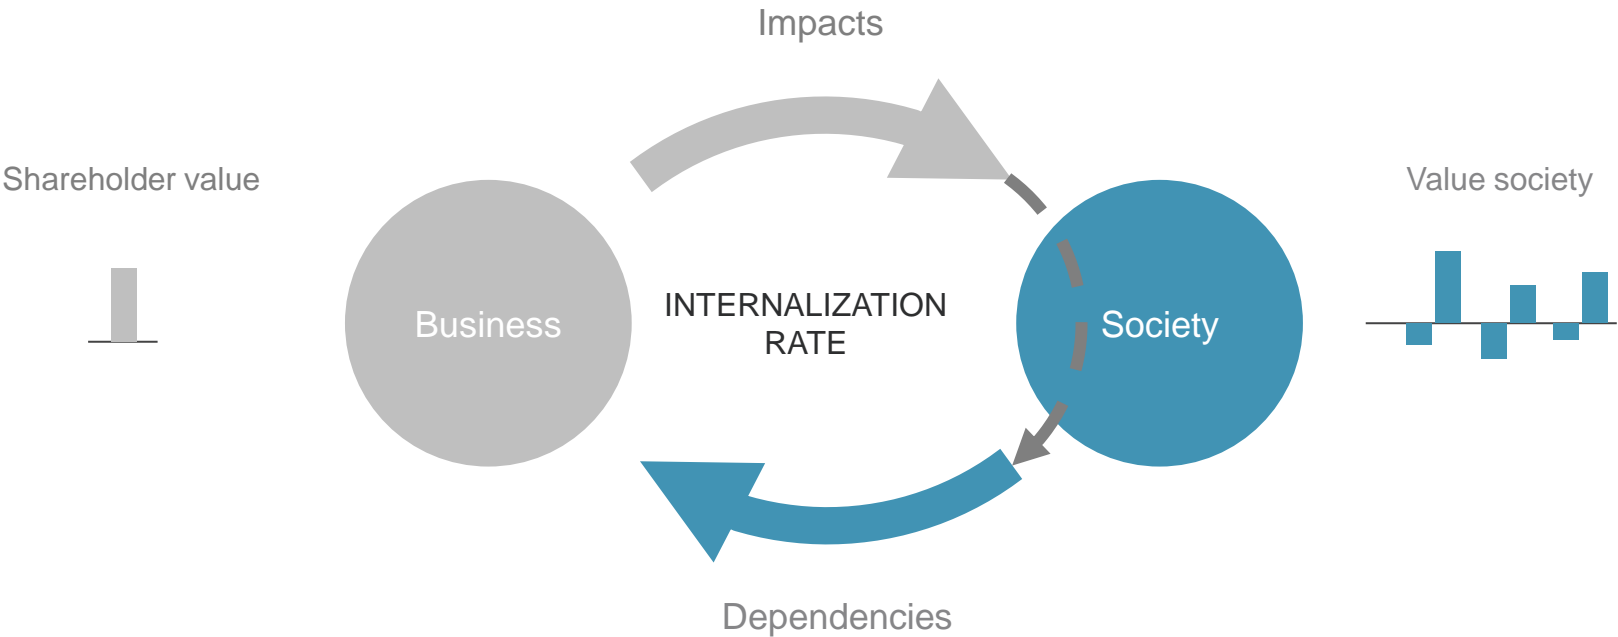 Impacts
Shareholder value
Value society
Business
INTERNALIZATION
RATE
Society
Dependencies